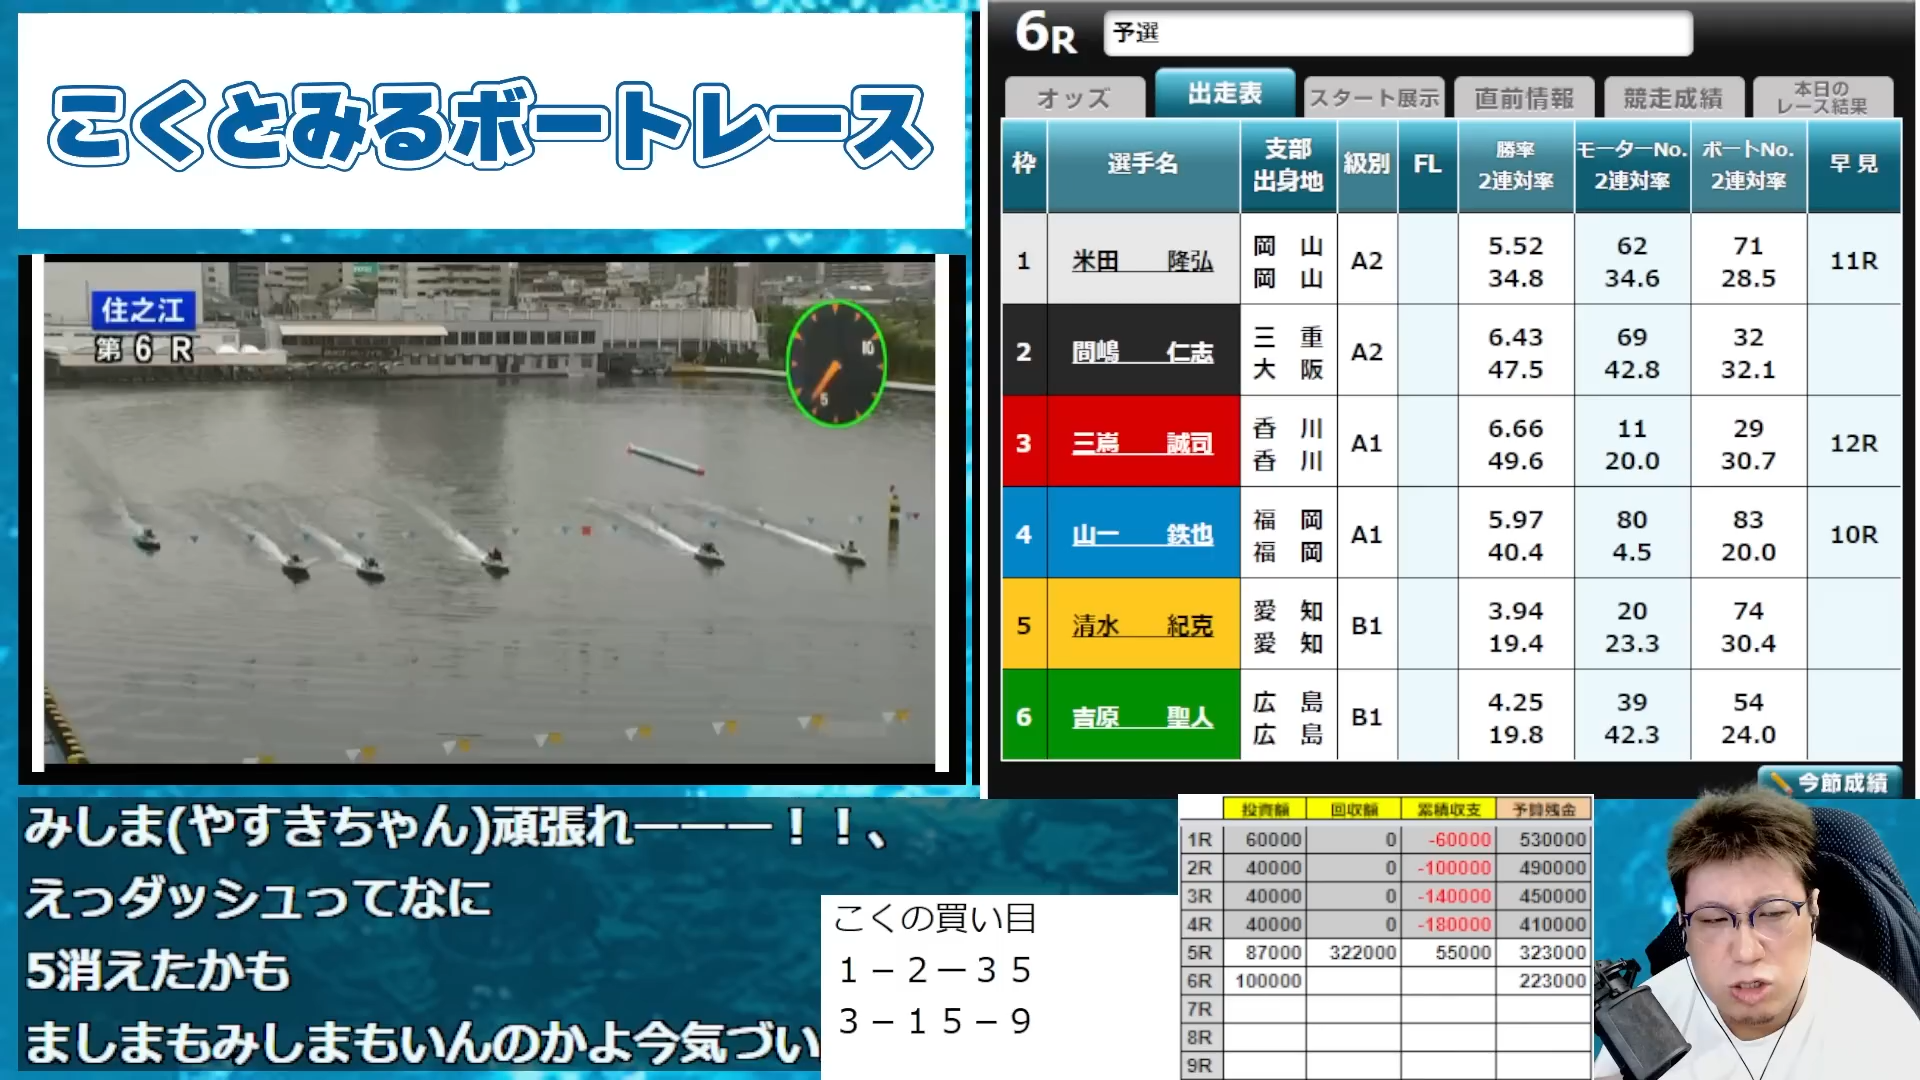 こくとみるボートレース
住之江
第 6 R
10
5
6R 予選
オッズ 出走表 スタート展示 直前情報 競走成績 本日の
レース結果
枠 選手名 支部
出身地 級別 FL 勝率
2連対率 モーターNo.
2連対率 ボートNo.
2連対率 早見
1 米田 隆弘 岡山 A2 5.52 62 71 11R
岡山 34.8 34.6 28.5
2 間嶋 仁志 三重 A2 6.43 69 32
大阪 47.5 42.8 32.1
3 三嶌 誠司 香川 A1 6.66 11 29 12R
香川 49.6 20.0 30.7
4 山一 鉄也 福岡 A1 5.97 80 83 10R
福岡 40.4 4.5 20.0
5 清水 紀克 愛知 B1 3.94 20 74
愛知 19.4 23.3 30.4
6 吉原 聖人 広島 B1 4.25 39 54
広島 19.8 42.3 24.0
今節成績
みしま(やすきちゃん)頑張れーーー！！、
えっダッシュってなに
5消えたかも
ましまもみしまもいんのかよ今気づい
こくの買い目
1－2－3 5
3－1 5－9
投資額 回収額 累積収支 予算残金
1R 60000 0 -60000 530000
2R 40000 0 -100000 490000
3R 40000 0 -140000 450000
4R 40000 0 -180000 410000
5R 87000 322000 55000 323000
6R 100000 223000
7R
8R
9R